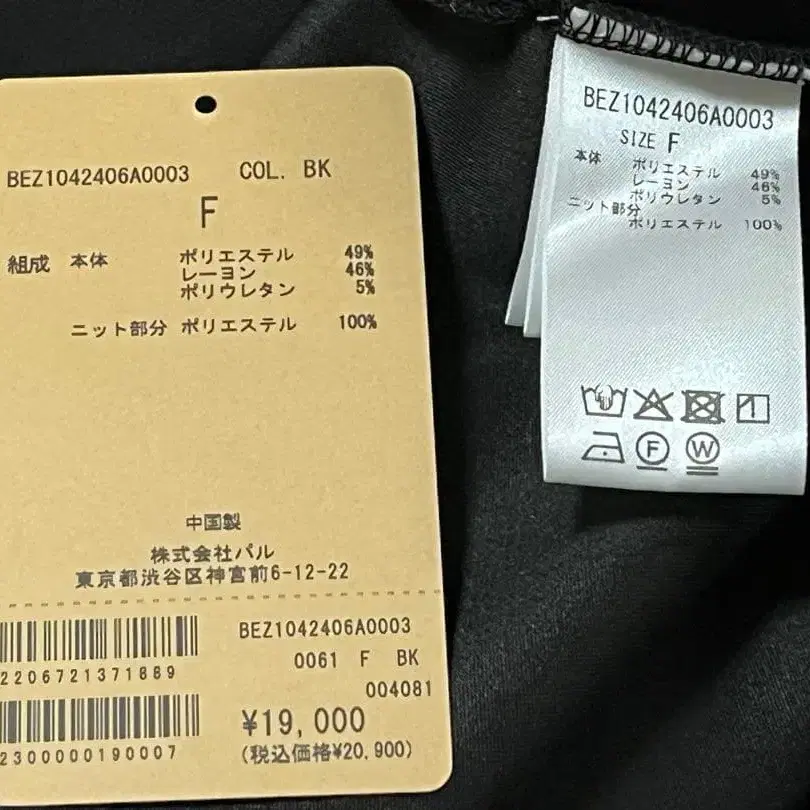 BEZ1042406A0003 COL. BK
F
組成 本体 ポリエステル 49%
レーヨン 46%
ポリウレタン 5%
ニット部分 ポリエステル 100%
中国製
株式会社パル
東京都渋谷区神宮前6-12-22
BEZ1042406A0003
2206721371889
0061 F BK
004081
¥19,000
2300000190007
(税込価格¥20,900)
BEZ1042406A0003
SIZE F
本体 ポリエステル 49%
レーヨン 46%
ポリウレタン 5%
ニット部分
ポリエステル 100%
F
W